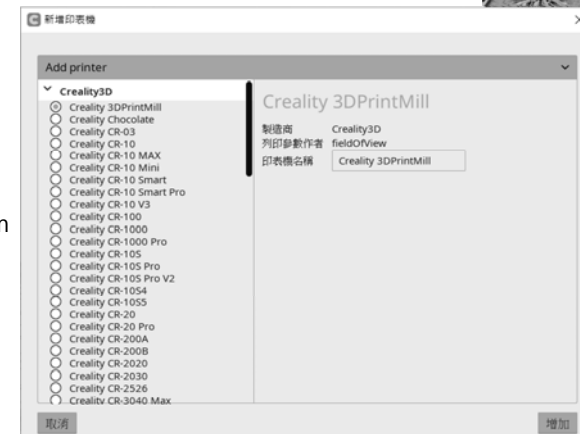 新增印表機
Add printer
Creality3D
Creality 3DPrintMill
Creality Chocolate
Creality CR-03
Creality CR-10
Creality CR-10 MAX
Creality CR-10 Mini
Creality CR-10 Smart
Creality CR-10 Smart Pro
Creality CR-10 V3
Creality CR-100
Creality CR-1000
Creality CR-1000 Pro
Creality CR-10S
Creality CR-10S Pro
Creality CR-10S Pro V2
Creality CR-10S4
Creality CR-10S5
Creality CR-20
Creality CR-20 Pro
Creality CR-200A
Creality CR-200B
Creality CR-2020
Creality CR-2030
Creality CR-2526
Creality CR-3040 Max
Creality 3DPrintMill
製造商 Creality3D
列印參數作者 fieldOfView
印表機名稱 Creality 3DPrintMill
取消
增加